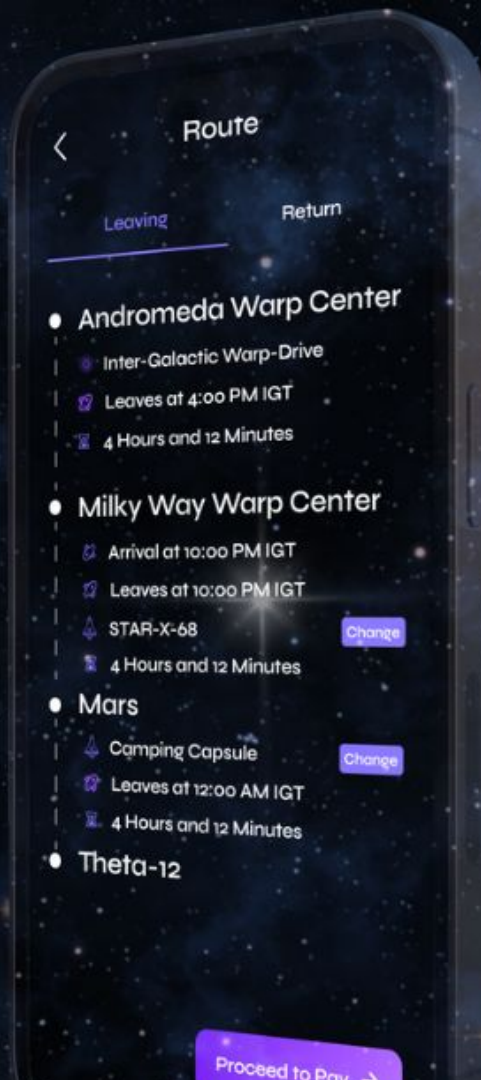 Route
Leaving
Return
Andromeda Warp Center
Inter-Galactic Warp-Drive
Leaves at 4:00 PM IGT
4 Hours and 12 Minutes
Milky Way Warp Center
Arrival at 10:00 PM IGT
Leaves at 10:00 PM IGT
STAR-X-68
Change
4 Hours and 12 Minutes
Mars
Camping Capsule
Change
Leaves at 12:00 AM IGT
4 Hours and 12 Minutes
Theta-12
Proceed to Pay